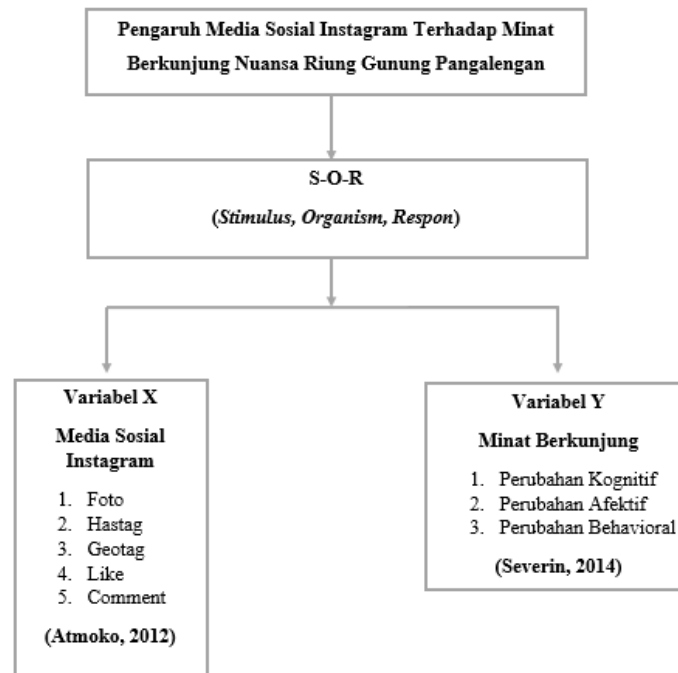 Pengaruh Media Sosial Instagram Terhadap Minat
Berkunjung Nuansa Riung Gunung Pangalengan
S-O-R
(Stimulus, Organism, Respon)
Variabel X
Media Sosial
Instagram
1. Foto
2. Hastag
3. Geotag
4. Like
5. Comment
(Atmoko, 2012)
Variabel Y
Minat Berkunjung
1. Perubahan Kognitif
2. Perubahan Afektif
3. Perubahan Behavioral
(Severin, 2014)